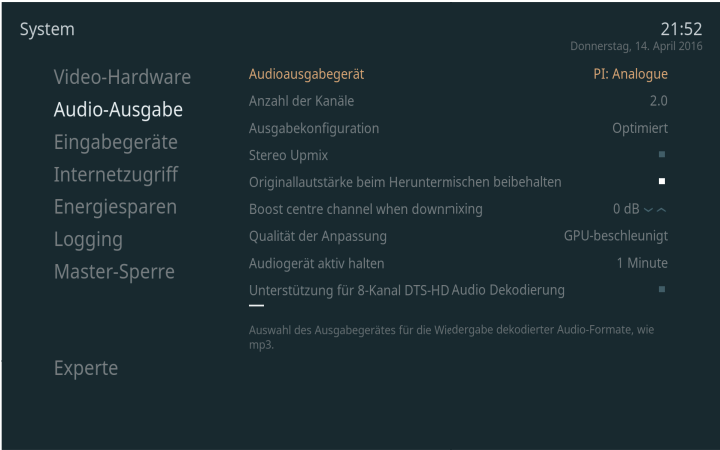 System
21:52
Donnerstag, 14. April 2016
Video-Hardware
Audio-Ausgabe
Eingabegeräte
Internetzugriff
Energiesparen
Logging
Master-Sperre
Experte
Audioausgabegerät PI: Analogue
Anzahl der Kanäle 2.0
Ausgabekonfiguration Optimiert
Stereo Upmix
Originallautstärke beim Heruntermischen beibehalten
Boost centre channel when downmixing 0 dB
Qualität der Anpassung GPU-beschleunigt
Audiogerät aktiv halten 1 Minute
Unterstützung für 8-Kanal DTS-HD Audio Dekodierung
Auswahl des Ausgabegerätes für die Wiedergabe dekodierter Audio-Formate, wie
mp3.